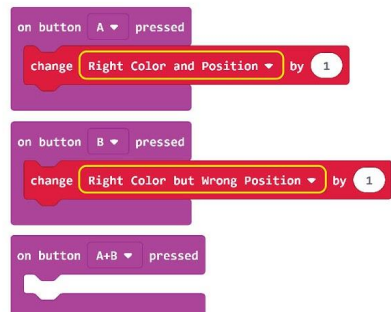 on button A pressed
change Right Color and Position by 1
on button B pressed
change Right Color but Wrong Position by 1
on button A+B pressed